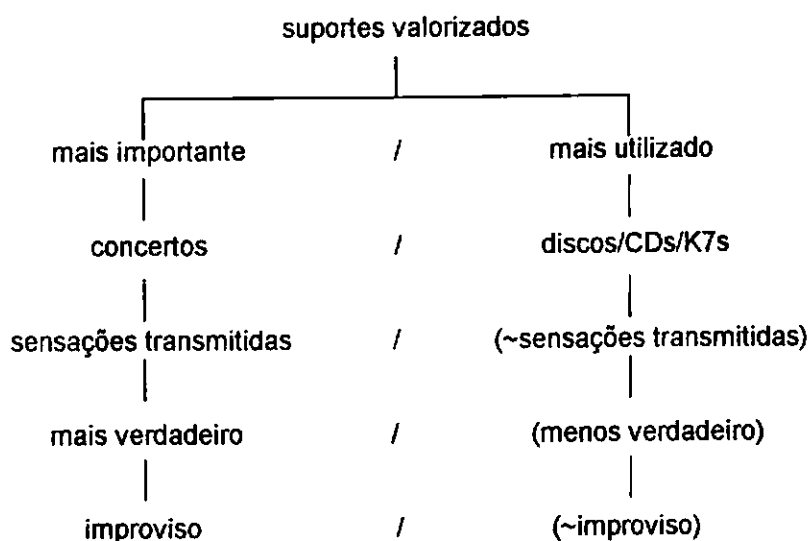 suportes valorizados
mais importante / mais utilizado
concertos / discos/CDs/K7s
sensações transmitidas / (~sensações transmitidas)
mais verdadeiro / (menos verdadeiro)
improviso / (~improviso)